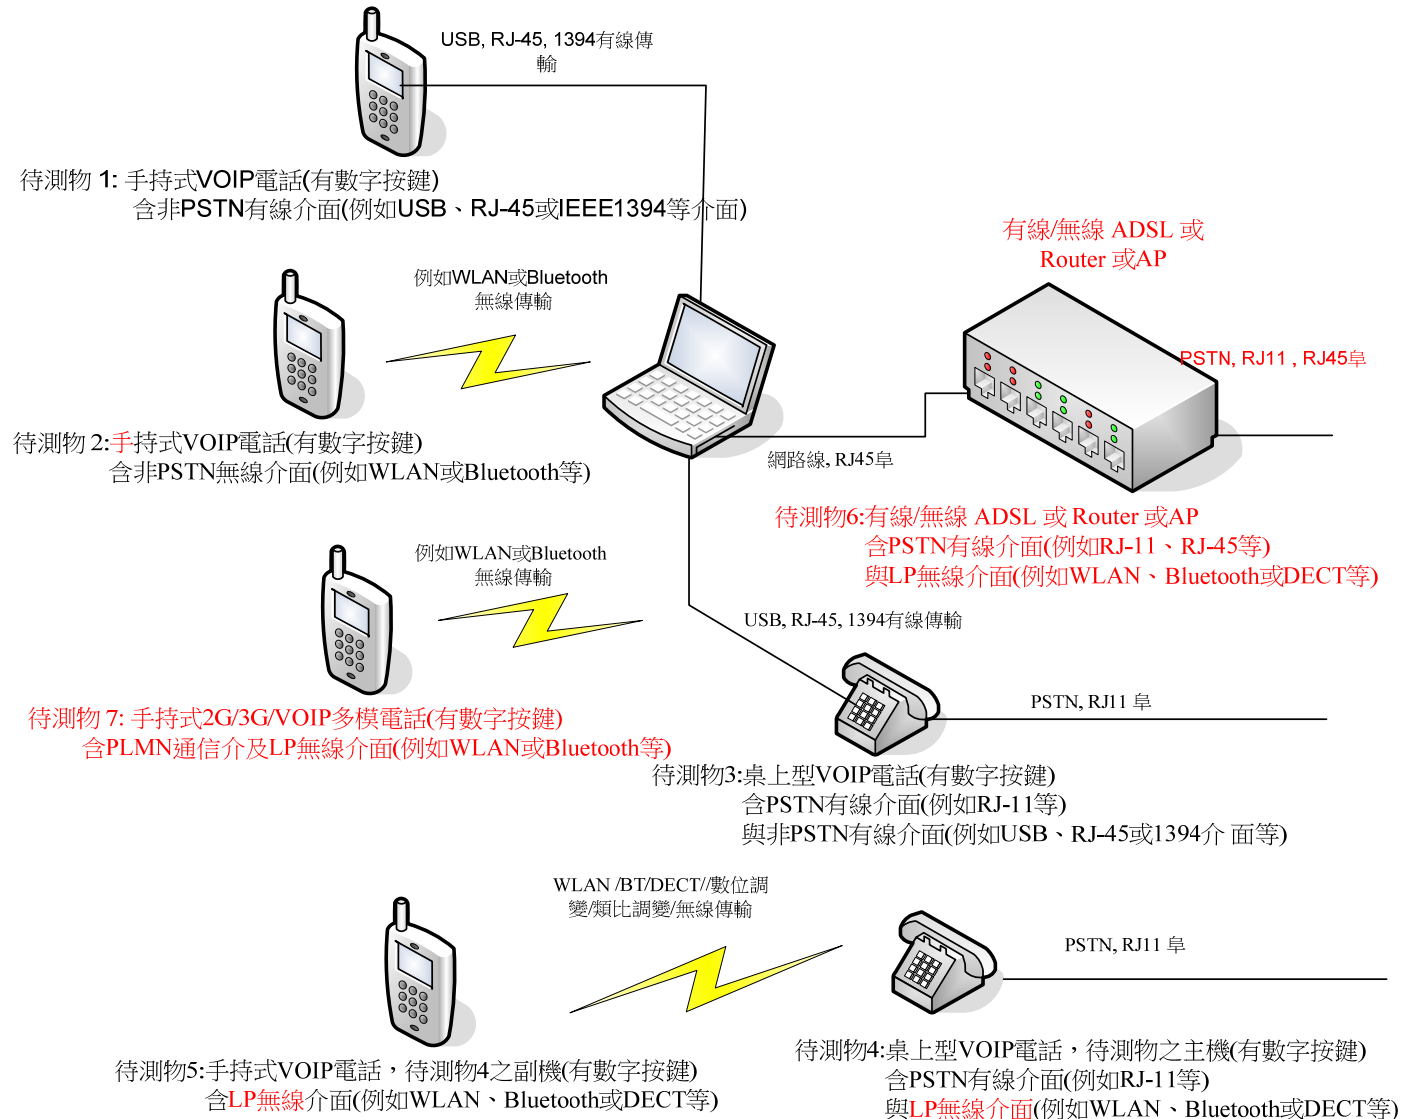 USB, RJ-45, 1394有線傳
輸
待測物 1: 手持式VOIP電話(有數字按鍵)
含非PSTN有線介面(例如USB、RJ-45或IEEE1394等介面)
有線/無線 ADSL 或
Router 或AP
例如WLAN或Bluetooth
無線傳輸
PSTN, RJ11 , RJ45阜
待測物 2:手持式VOIP電話(有數字按鍵)
含非PSTN無線介面(例如WLAN或Bluetooth等)
網路線, RJ45阜
待測物6:有線/無線 ADSL 或 Router 或AP
含PSTN有線介面(例如RJ-11、RJ-45等)
與LP無線介面(例如WLAN、Bluetooth或DECT等)
例如WLAN或Bluetooth
無線傳輸
USB, RJ-45, 1394有線傳輸
待測物 7: 手持式2G/3G/VOIP多模電話(有數字按鍵)
含PLMN通信介及LP無線介面(例如WLAN或Bluetooth等)
PSTN, RJ11 阜
待測物3:桌上型VOIP電話(有數字按鍵)
含PSTN有線介面(例如RJ-11等)
與非PSTN有線介面(例如USB、RJ-45或1394介 面等)
WLAN /BT/DECT//數位調
變/類比調變/無線傳輸
PSTN, RJ11 阜
待測物5:手持式VOIP電話，待測物4之副機(有數字按鍵)
含LP無線介面(例如WLAN、Bluetooth或DECT等)
待測物4:桌上型VOIP電話，待測物之主機(有數字按鍵)
含PSTN有線介面(例如RJ-11等)
與LP無線介面(例如WLAN、Bluetooth或DECT等)